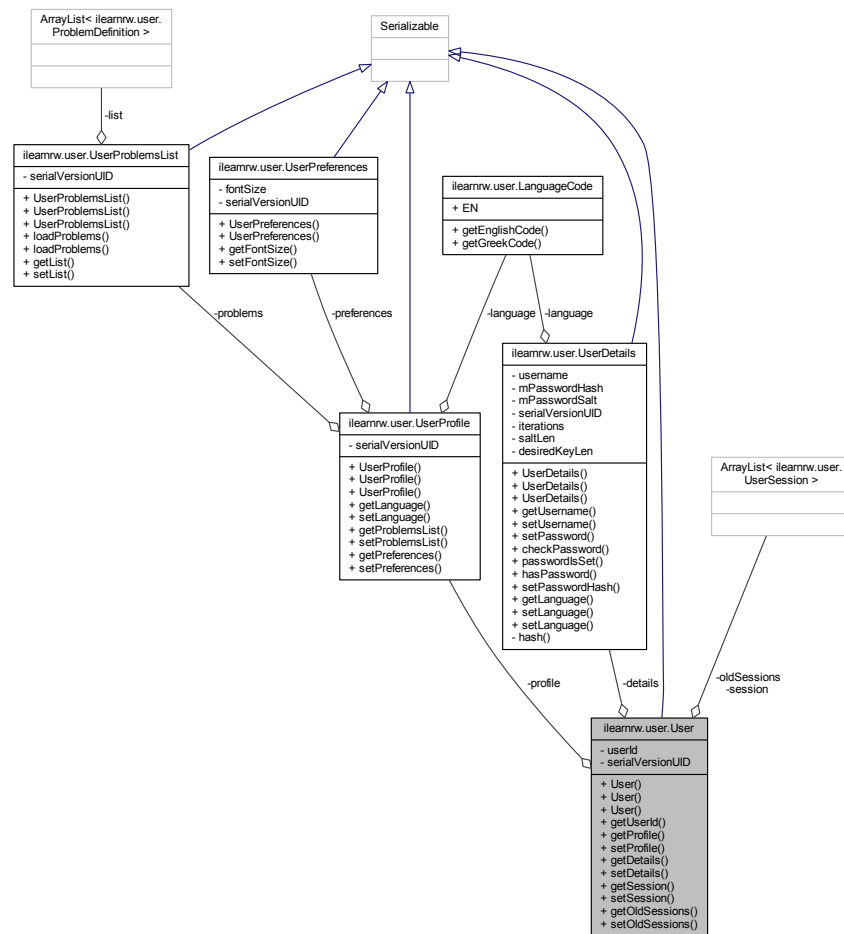 ArrayList< ilearnrw.user.
ProblemDefinition >
Serializable
-list
ilearnrw.user.UserProblemsList
- serialVersionUID
+ UserProblemsList()
+ UserProblemsList()
+ UserProblemsList()
+ loadProblems()
+ loadProblems()
+ getList()
+ setList()
ilearnrw.user.UserPreferences
- fontSize
- serialVersionUID
+ UserPreferences()
+ UserPreferences()
+ getFontSize()
+ setFontSize()
ilearnrw.user.LanguageCode
+ EN
+ getEnglishCode()
+ getGreekCode()
-problems
-preferences
-language
-language
ilearnrw.user.UserDetails
- username
- mPasswordHash
- mPasswordSalt
- serialVersionUID
- iterations
- saltLen
- desiredKeyLen
+ UserDetails()
+ UserDetails()
+ UserDetails()
+ getUsername()
+ setUsername()
+ setPassword()
+ checkPassword()
+ passwordIsSet()
+ hasPassword()
+ setPasswordHash()
+ getLanguage()
+ setLanguage()
+ setLanguage()
- hash()
ilearnrw.user.UserProfile
- serialVersionUID
+ UserProfile()
+ UserProfile()
+ UserProfile()
+ getLanguage()
+ setLanguage()
+ getProblemsList()
+ setProblemsList()
+ getPreferences()
+ setPreferences()
ArrayList< ilearnrw.user.
UserSession >
-profile
-details
-oldSessions
-session
ilearnrw.user.User
- userId
- serialVersionUID
+ User()
+ User()
+ User()
+ getUserId()
+ getProfile()
+ setProfile()
+ getDetails()
+ setDetails()
+ getSession()
+ setSession()
+ getOldSessions()
+ setOldSessions()